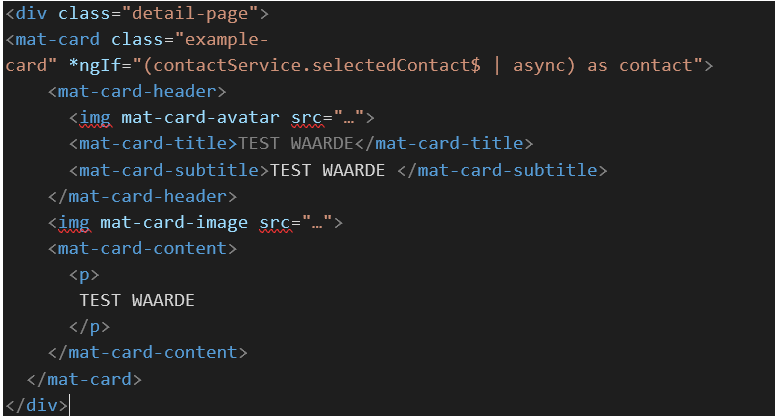 <div class="detail-page">
<mat-card class="example-
card" *ngIf="(contactService.selectedContact$ | async) as contact">
    <mat-card-header>
      <img mat-card-avatar src="…">
      <mat-card-title>TEST WAARDE</mat-card-title>
      <mat-card-subtitle>TEST WAARDE </mat-card-subtitle>
    </mat-card-header>
    <img mat-card-image src="…">
    <mat-card-content>
      <p>
       TEST WAARDE
      </p>
    </mat-card-content>
  </mat-card>
</div>